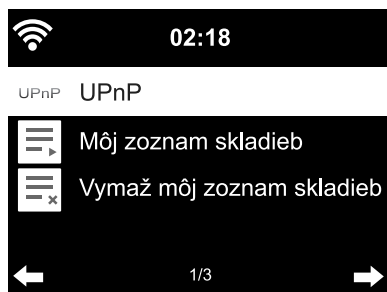 02:18
UPnP UPnP
Môj zoznam skladieb
Vymaž môj zoznam skladieb
1/3